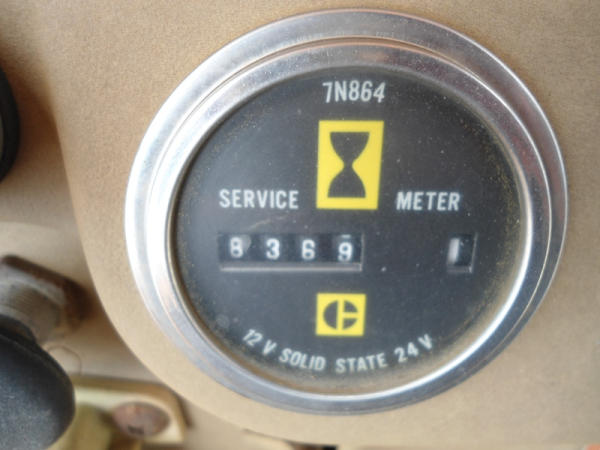 7N864
SERVICE METER
8369
12 V SOLID STATE 24 V